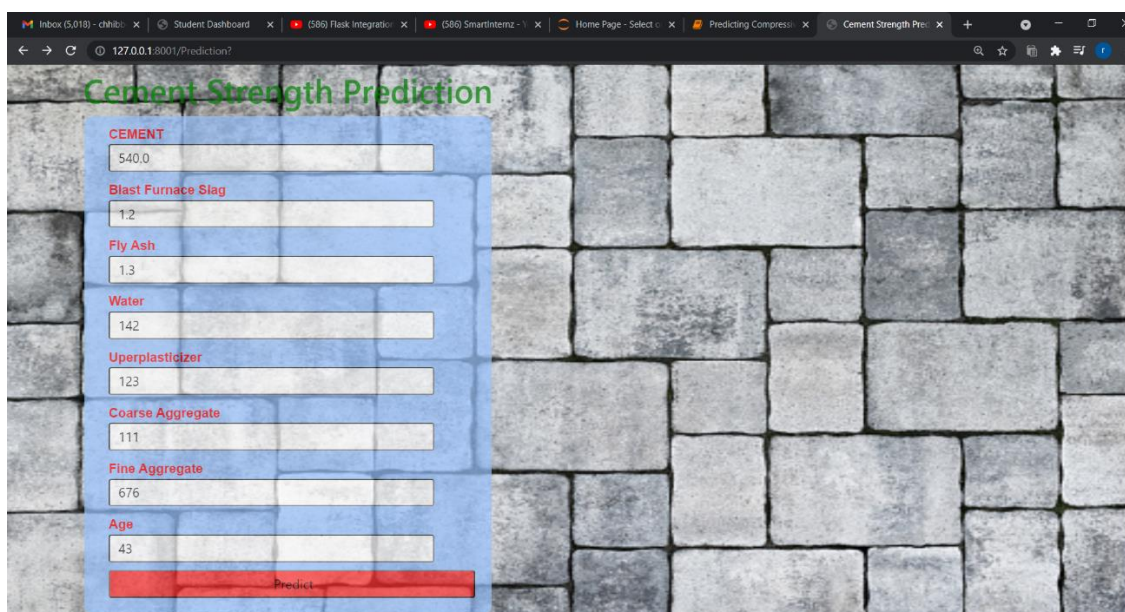 Inbox (5,018) - chhibb
Student Dashboard
(586) Flask Integration
(586) SmartInternz - Y
Home Page - Select o
Predicting Compressi
Cement Strength Pred
127.0.0.1:8001/Prediction?
r
Cement Strength Prediction
CEMENT
540.0
Blast Furnace Slag
1.2
Fly Ash
1.3
Water
142
Uperplasticizer
123
Coarse Aggregate
111
Fine Aggregate
676
Age
43
Predict